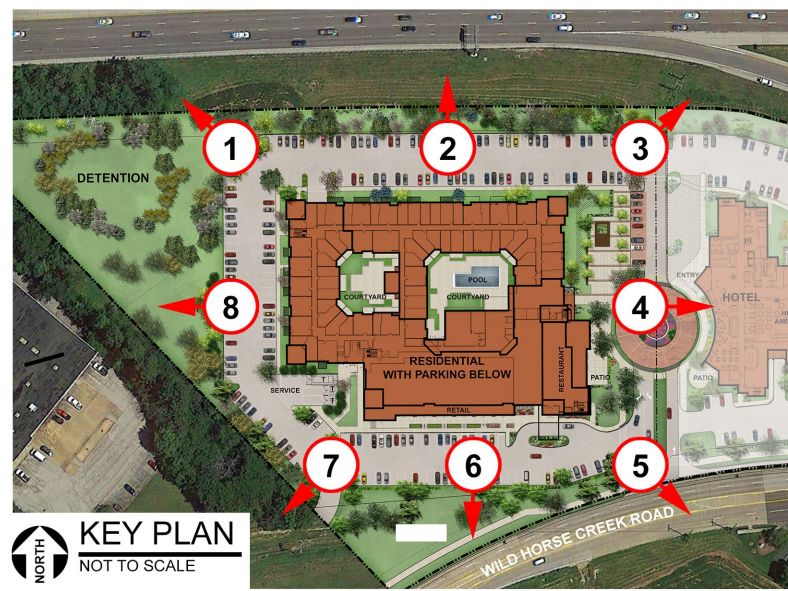 1
2
3
DETENTION
ENTRY
POOL
COURTYARD
COURTYARD
8
4
HOTEL
RESIDENTIAL
WITH PARKING BELOW
RESTAURANT
PATIO
PATIO
SERVICE
RETAIL
7
6
5
WILD HORSE CREEK ROAD
NORTH
KEY PLAN
NOT TO SCALE